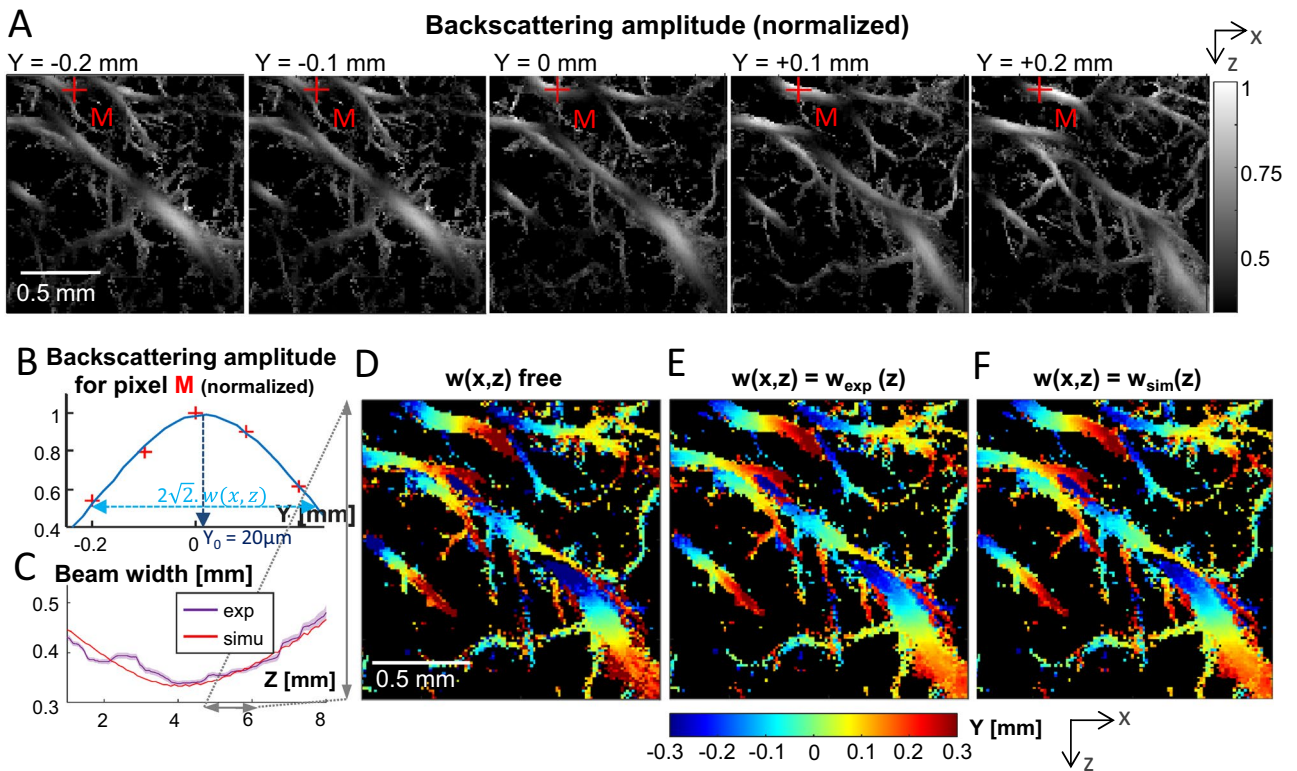 A
Backscattering amplitude (normalized)
X
Z
Y = -0.2 mm
Y = -0.1 mm
Y = 0 mm
Y = +0.1 mm
Y = +0.2 mm
M
M
M
M
M
1
0.75
0.5
0.5 mm
B
Backscattering amplitude
for pixel M (normalized)
1
0.8
0.6
0.4
2√2. w(x, z)
Y [mm]
-0.2
0
Y₀ = 20µm
C
Beam width [mm]
0.5
0.4
0.3
exp
simu
Z [mm]
2
4
6
8
D
w(x,z) free
0.5 mm
E
w(x,z) = w_exp (z)
F
w(x,z) = w_sim(z)
Y [mm]
-0.3
-0.2
-0.1
0
0.1
0.2
0.3
X
Z